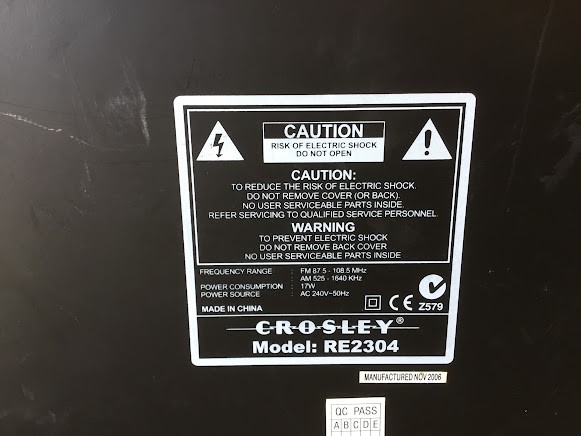 CAUTION
RISK OF ELECTRIC SHOCK
DO NOT OPEN
CAUTION:
TO REDUCE THE RISK OF ELECTRIC SHOCK.
DO NOT REMOVE COVER (OR BACK).
NO USER SERVICEABLE PARTS INSIDE.
REFER SERVICING TO QUALIFIED SERVICE PERSONNEL.
WARNING
TO PREVENT ELECTRIC SHOCK
DO NOT REMOVE BACK COVER
NO USER SERVICEABLE PARTS INSIDE
FREQUENCY RANGE : FM 87.5 - 108.5 MHz
AM 525 - 1640 KHz
POWER CONSUMPTION : 17W
POWER SOURCE : AC 240V~50Hz
MADE IN CHINA
CE Z579
CROSLEY®
Model: RE2304
MANUFACTURED NOV 2006
QC PASS
A B C D E